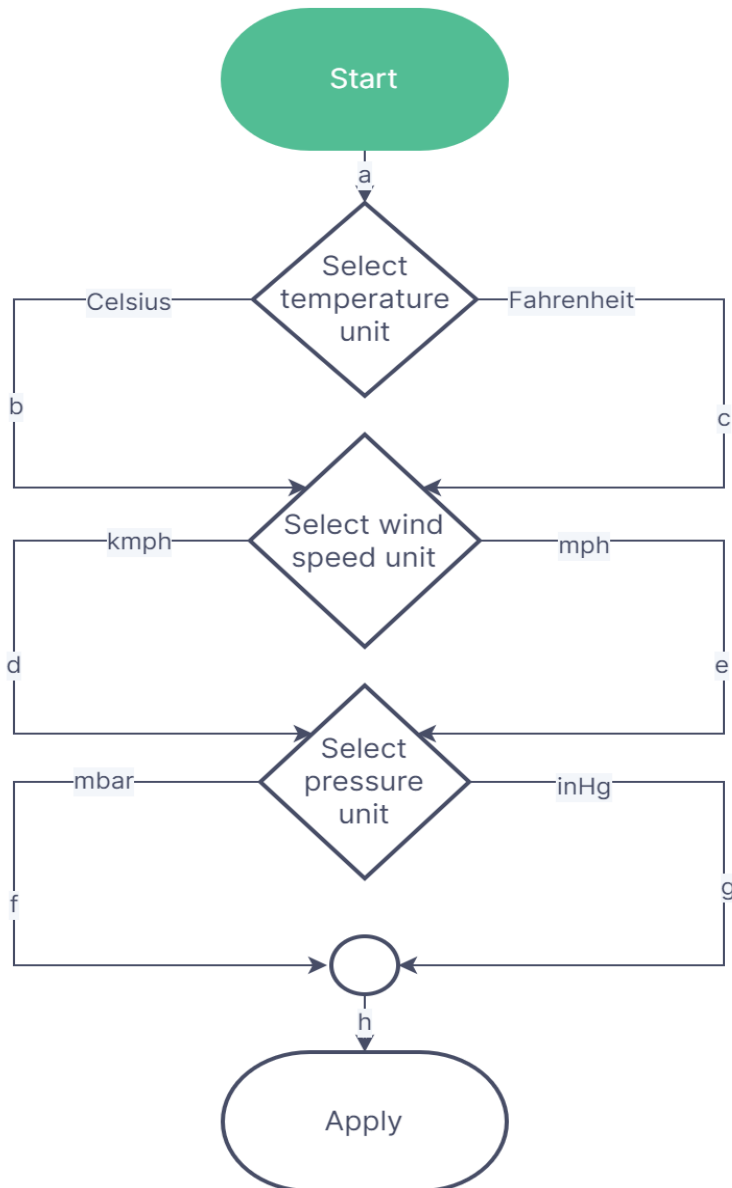 Start
a
Select
temperature
unit
Celsius
Fahrenheit
b
c
Select wind
speed unit
kmph
mph
d
e
Select
pressure
unit
mbar
inHg
f
g
h
Apply